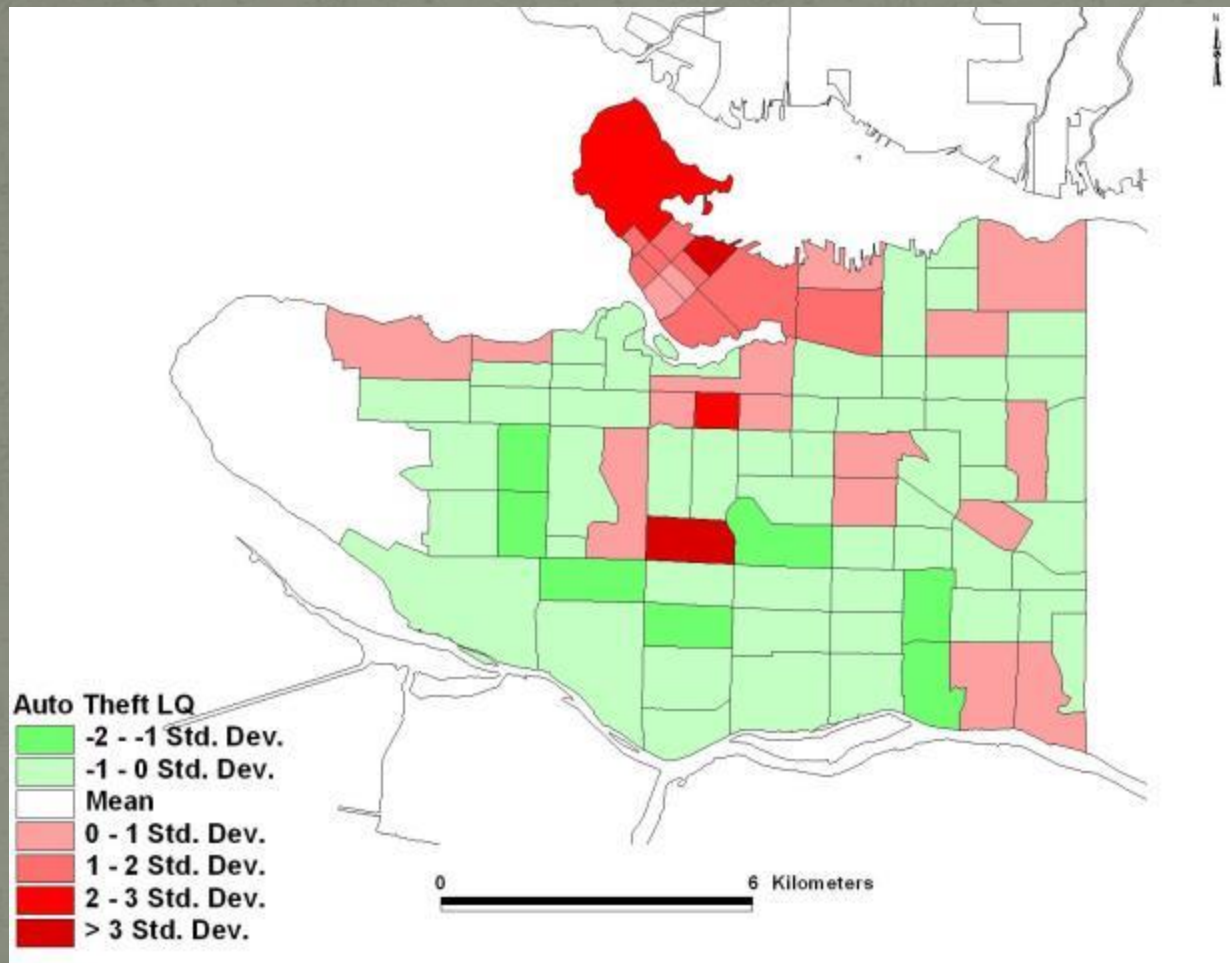 N
Auto Theft LQ
-2 - -1 Std. Dev.
-1 - 0 Std. Dev.
Mean
0 - 1 Std. Dev.
1 - 2 Std. Dev.
2 - 3 Std. Dev.
> 3 Std. Dev.
0 6 Kilometers